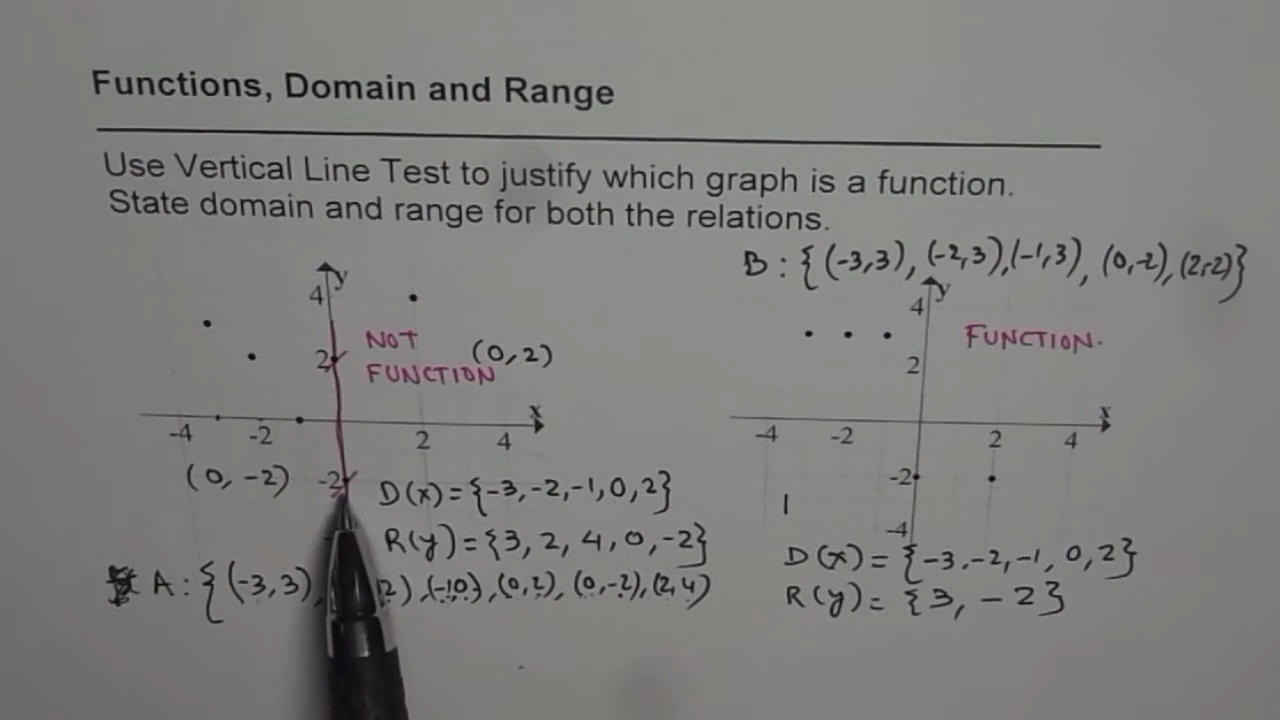 Functions, Domain and Range
Use Vertical Line Test to justify which graph is a function.
State domain and range for both the relations.
B : {(-3,3), (-2,3),(-1,3), (0,-2),(2,-2)}
y
4
2
NOT
FUNCTION
(0,2)
x
-4 -2 2 4
(0,-2)
-2
D(x)={-3,-2,-1,0,2}
R(y)={3,2,4,0,-2}
A:{(-3,3), 2),(-1,0),(0,2),(0,-2),(2,4)
y
4
FUNCTION.
2
x
-4 -2 2 4
-2
-4
D(x)={-3,-2,-1,0,2}
R(y)={3,-2}